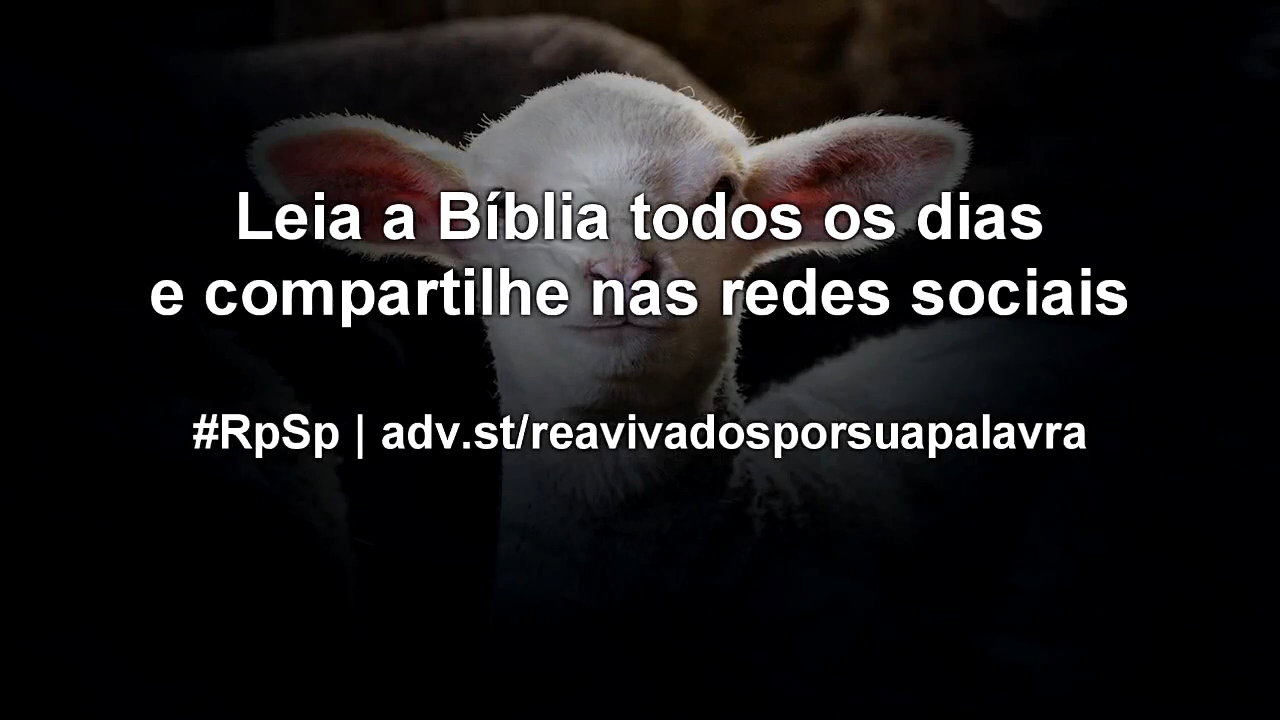 Leia a Bíblia todos os dias
e compartilhe nas redes sociais
#RpSp | adv.st/reavivadosporsuapalavra